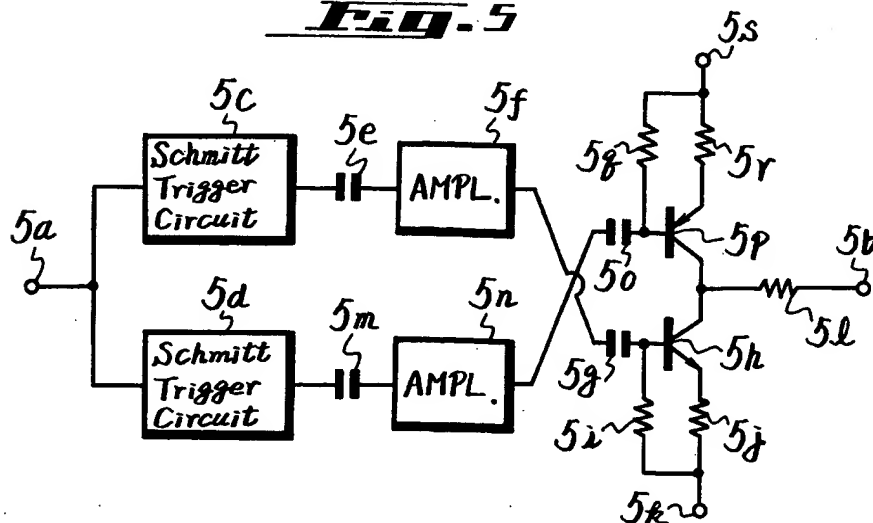 Fig. 5
5s
5c
5f
5e
5q
5r
Schmitt
Trigger
Circuit
AMPL.
5a
5p
5o
5b
5d
5m
5n
5l
5g
5h
Schmitt
Trigger
Circuit
AMPL.
5i
5j
5k